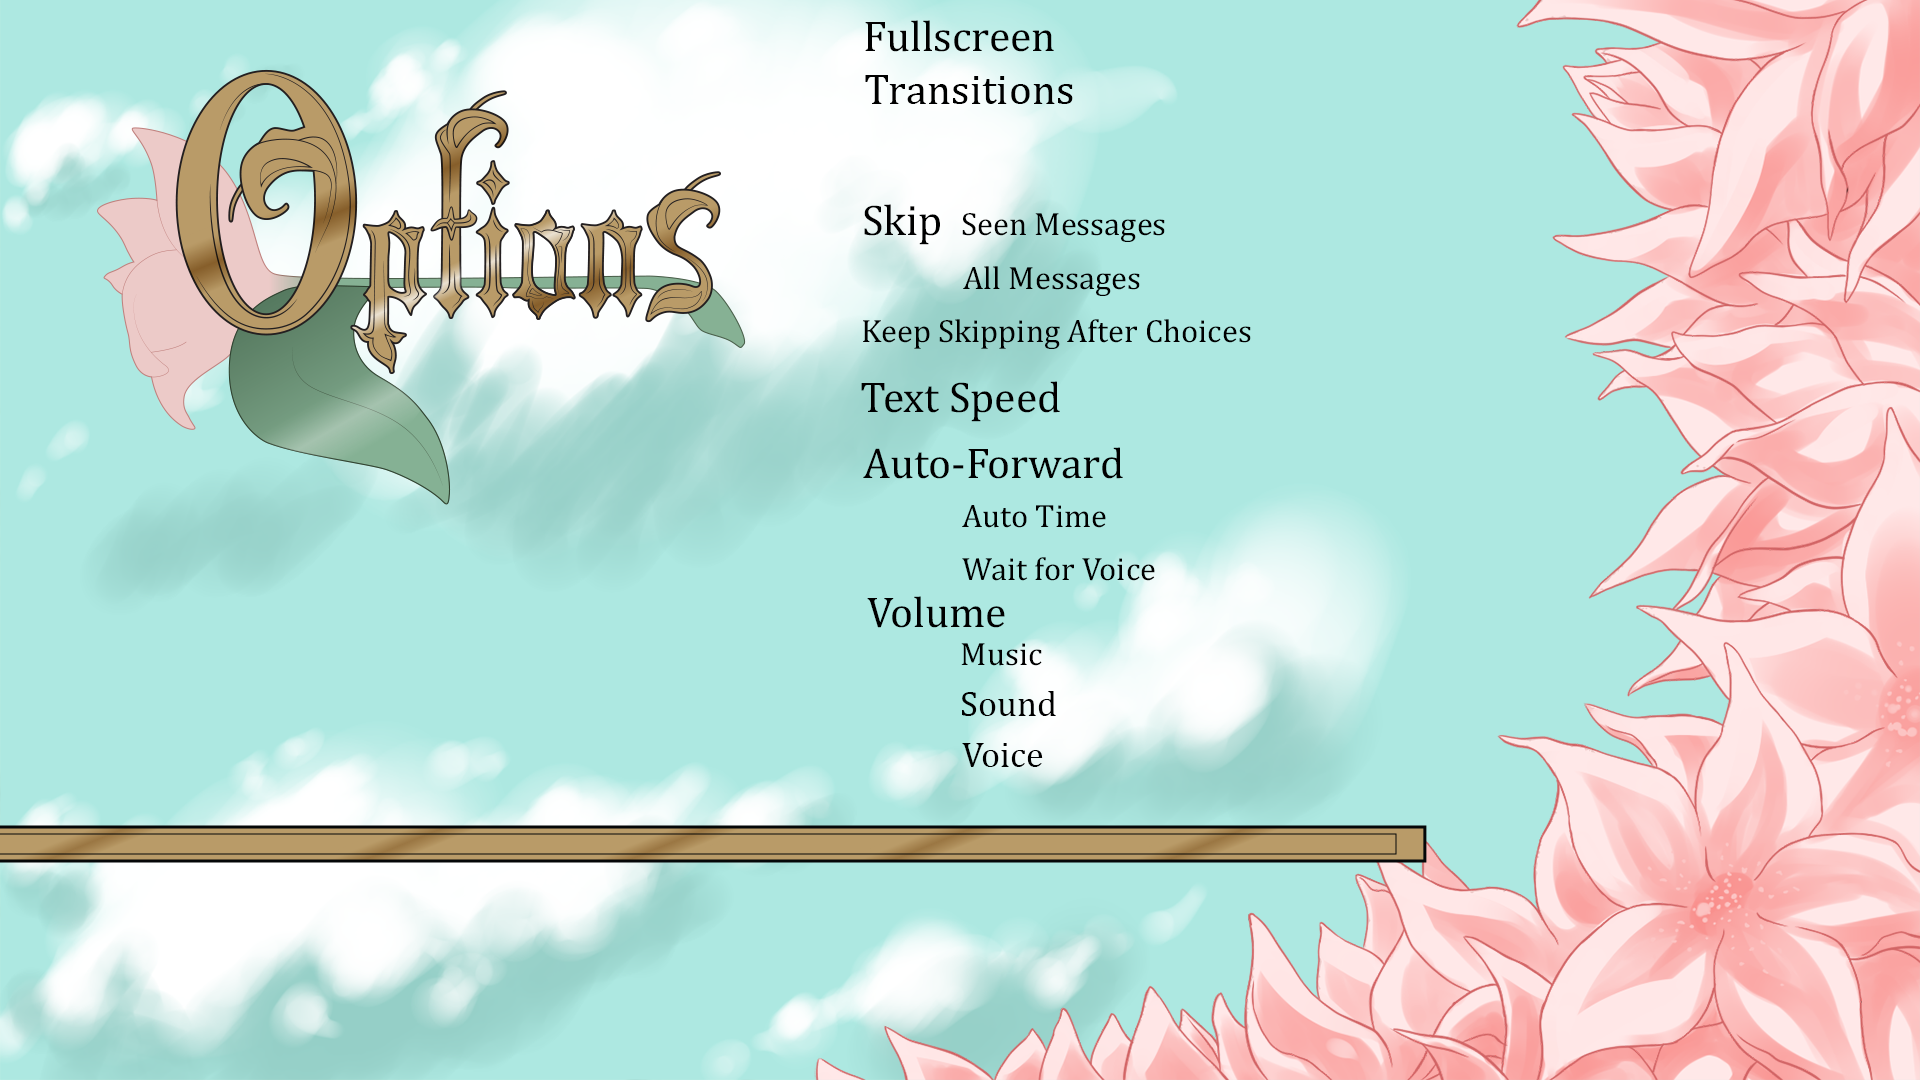 Options
Fullscreen
Transitions
Skip Seen Messages
All Messages
Keep Skipping After Choices
Text Speed
Auto-Forward
Auto Time
Wait for Voice
Volume
Music
Sound
Voice